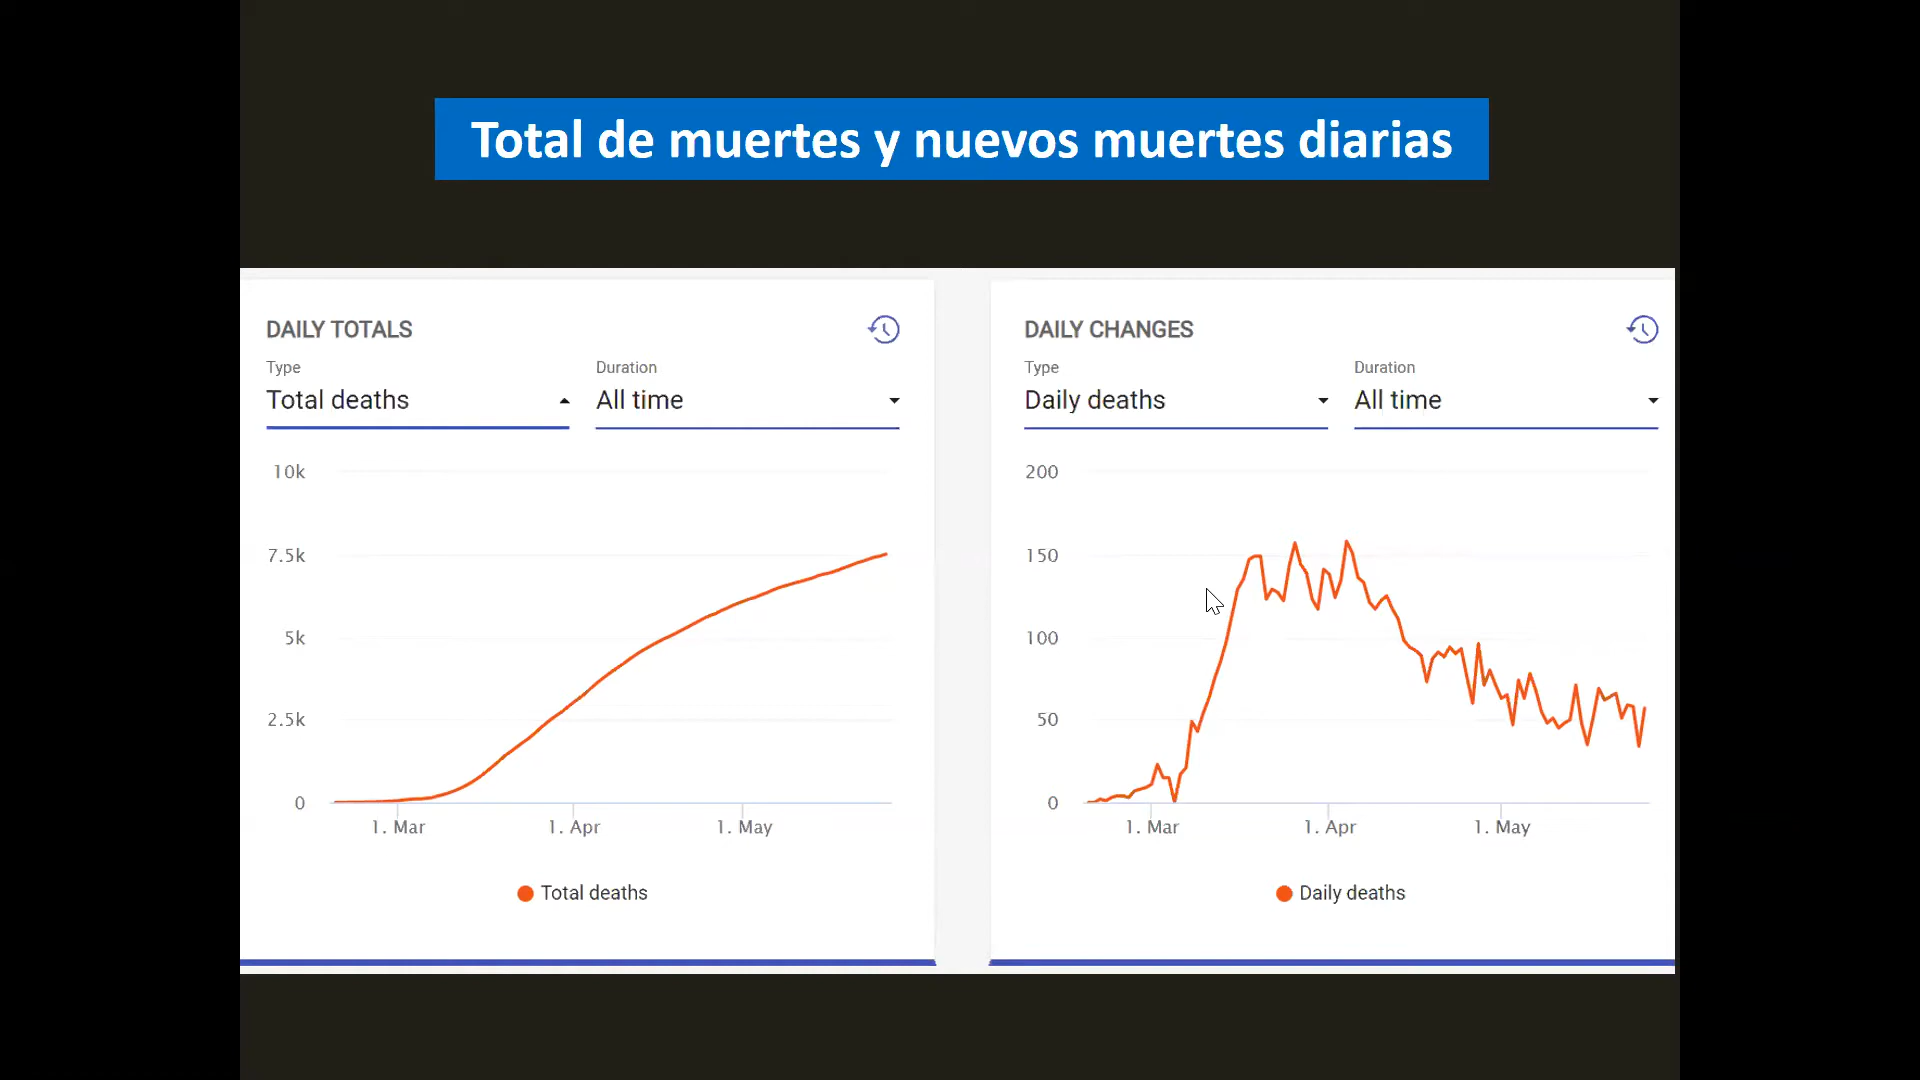 Total de muertes y nuevos muertes diarias
DAILY TOTALS
Type
Duration
Total deaths
All time
10k
7.5k
5k
2.5k
0
1. Mar
1. Apr
1. May
Total deaths
DAILY CHANGES
Type
Duration
Daily deaths
All time
200
150
100
50
0
1. Mar
1. Apr
1. May
Daily deaths